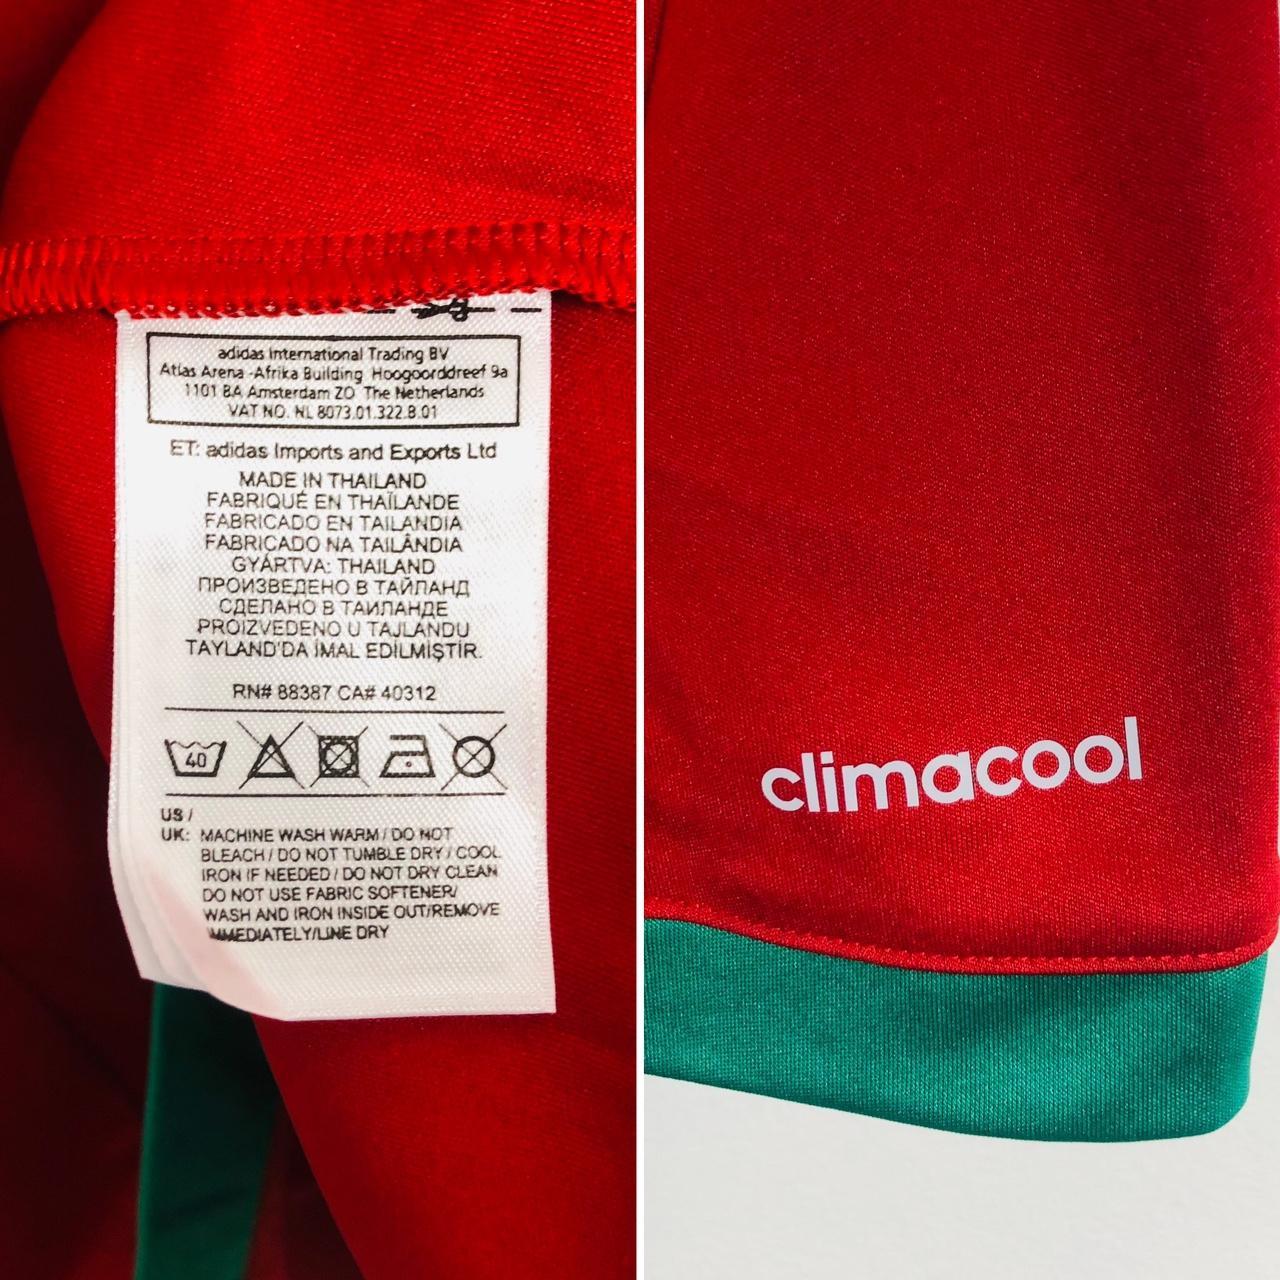 adidas International Trading BV
Atlas Arena -Afrika Building Hoogoorddreef 9a
1101 BA Amsterdam ZO The Netherlands
VAT NO. NL 8073.01.322.B.01
ET: adidas Imports and Exports Ltd
MADE IN THAILAND
FABRIQUÉ EN THAÏLANDE
FABRICADO EN TAILANDIA
FABRICADO NA TAILÂNDIA
GYÁRTVA: THAILAND
ПРОИЗВЕДЕНО В ТАЙЛАНД
СДЕЛАНО В ТАИЛАНДЕ
PROIZVEDENO U TAJLANDU
TAYLAND'DA İMAL EDİLMİŞTİR.
RN# 88387 CA# 40312
40
US /
UK: MACHINE WASH WARM / DO NOT
BLEACH / DO NOT TUMBLE DRY / COOL
IRON IF NEEDED / DO NOT DRY CLEAN
DO NOT USE FABRIC SOFTENER/
WASH AND IRON INSIDE OUT/REMOVE
IMMEDIATELY/LINE DRY
climacool